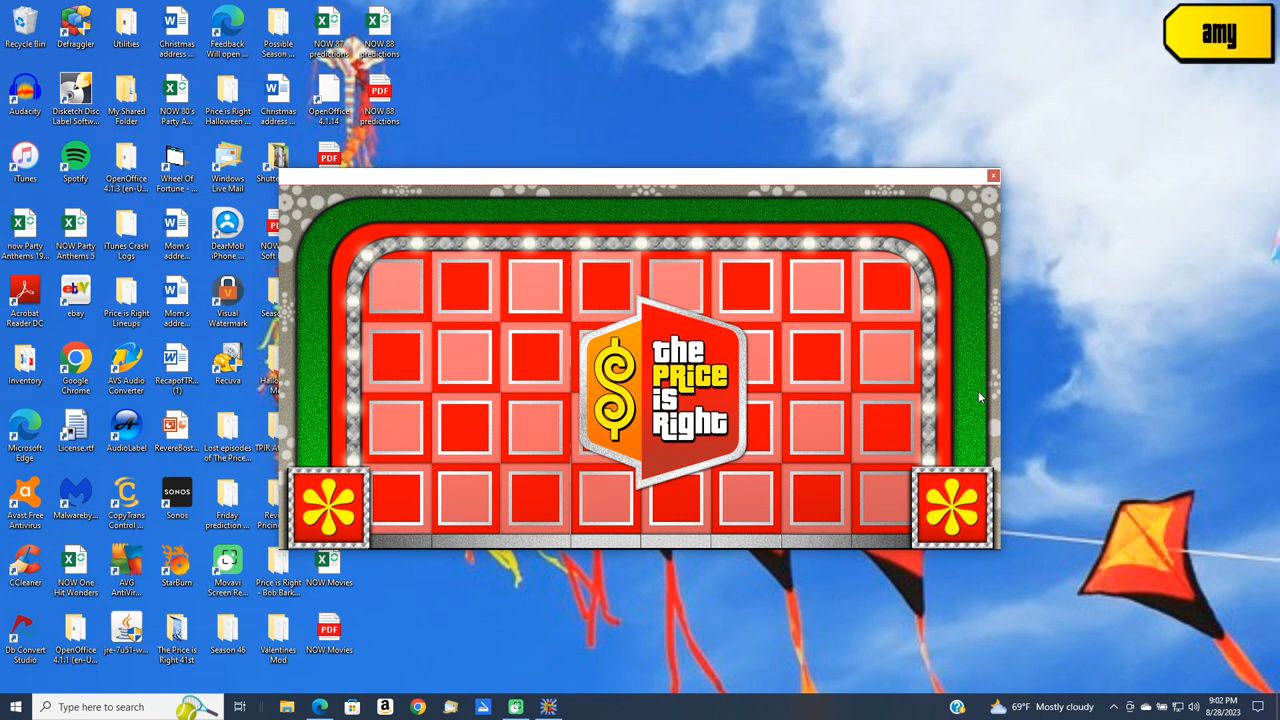 Recycle Bin
Defraggler
Utilities
Christmas
address ...
Feedback
Will open ...
Possible
Season ...
NOW 87
predictions
NOW 88
predictions
amy
Audacity
Disketch Disc
Label Softw...
My Shared
Folder
NOW 80's
Party A...
Price is Right
Halloween ...
Christmas
address ...
OpenOffice
4.1.14
PDF
NOW 88
predictions
iTunes
Spotify
OpenOffice
4.1.3 (en-U...
Wheel Of
Fortune - ...
Windows
Live Mail
PDF
now Party
Anthems 19...
NOW Party
Anthems 5
iTunes Crash
Logs
Mom's
adre...
DearMob
iPhone ...
Acrobat
Reader DC
ebay
Price is Right
Lineups
Mom's
addre...
Visual
Watermark
Inventory
Google
Chrome
AVS Audio
Converter
RecapofTR...
(1)
Recuva
Microsoft
Edge
License.rtf
AudioLabel
RevereBost...
Lost episodes
of The Price...
Avast Free
Antivirus
Malwareby...
CopyTrans
Control ...
Sonos
SONOS
Friday
prediction ...
CCleaner
NOW One
Hit Wonders
AVG
AntiVir...
StarBurn
Movavi
Screen Re...
Price is Right
- Bob Bark...
NOW Movies
Db Convert
Studio
OpenOffice
4.1.1 (en-U...
jre-7u51-w...
The Price is
Right 41st
Season 46
Valentines
Mod
PDF
NOW Movies
$
the
PRice
is
Right
x
Type here to search
69°F Mostly cloudy
9:02 PM
8/28/2023